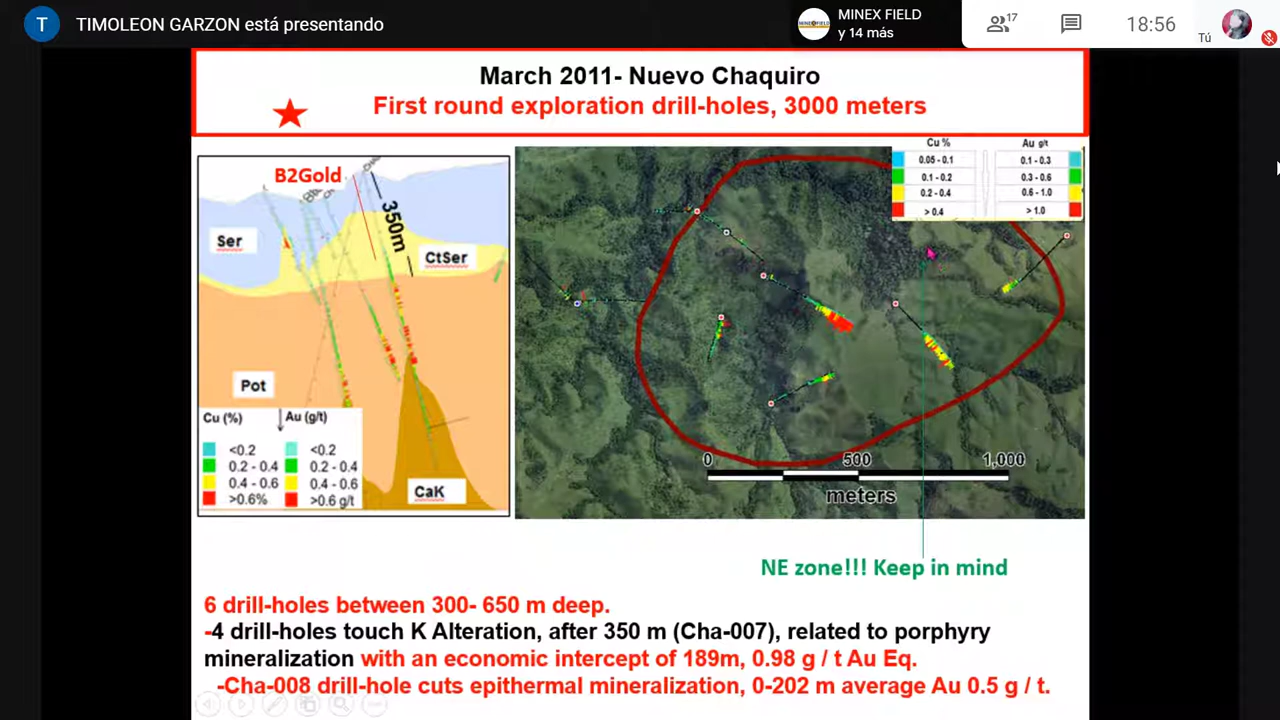 T TIMOLEON GARZON está presentando
MINEX FIELD
y 14 más
17
18:56
Tú
March 2011- Nuevo Chaquiro
First round exploration drill-holes, 3000 meters
B2Gold
350m
Ser
CtSer
Pot
CaK
Cu (%) Au (g/t)
<0.2 <0.2
0.2 - 0.4 0.2 - 0.4
0.4 - 0.6 0.4 - 0.6
>0.6% >0.6 g/t
Cu % Au g/t
0.05 - 0.1 0.1 - 0.3
0.1 - 0.2 0.3 - 0.6
0.2 - 0.4 0.6 - 1.0
> 0.4 > 1.0
0 500 1,000
meters
NE zone!!! Keep in mind
6 drill-holes between 300- 650 m deep.
-4 drill-holes touch K Alteration, after 350 m (Cha-007), related to porphyry
mineralization with an economic intercept of 189m, 0.98 g / t Au Eq.
-Cha-008 drill-hole cuts epithermal mineralization, 0-202 m average Au 0.5 g / t.